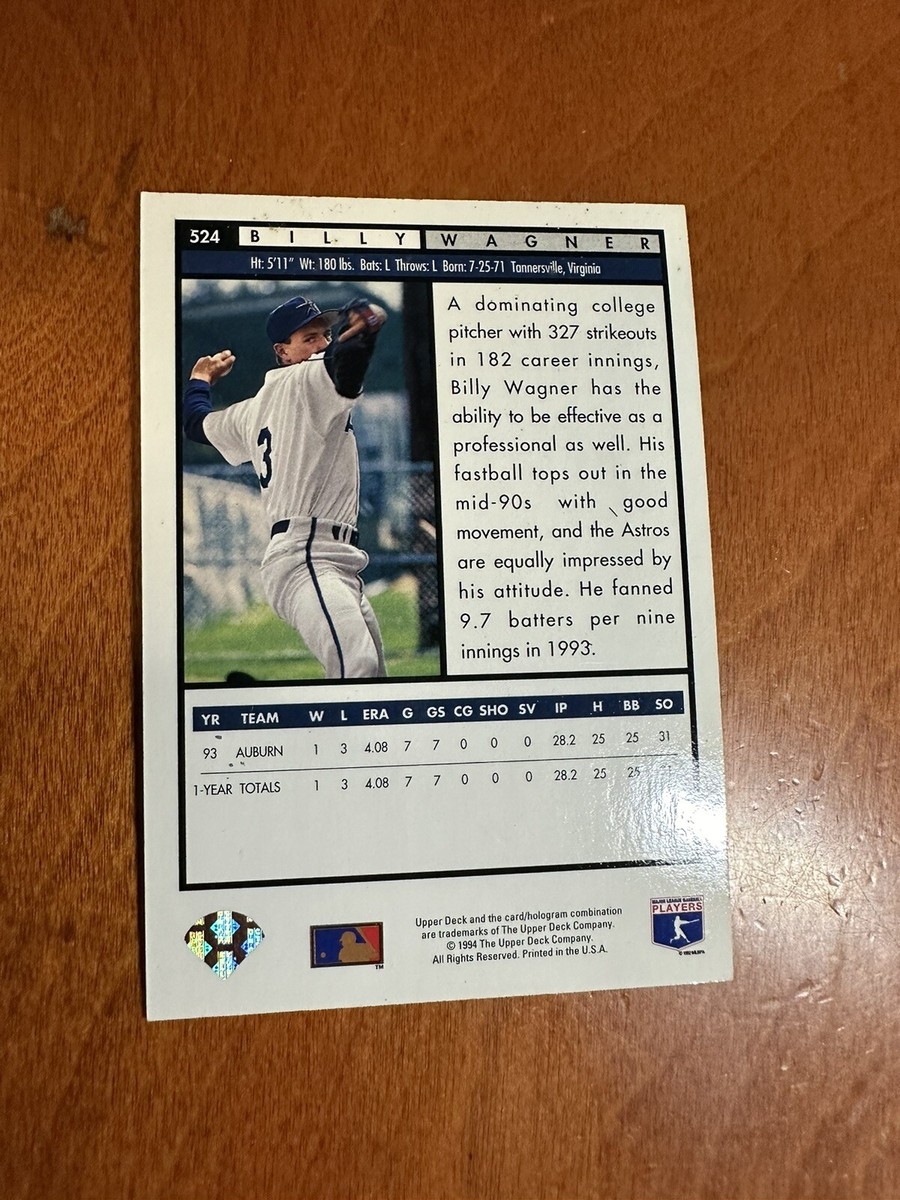 524 BILLY WAGNER
Ht: 5'11" Wt: 180 lbs. Bats: L Throws: L Born: 7-25-71 Tannersville, Virginia
3
A dominating college
pitcher with 327 strikeouts
in 182 career innings,
Billy Wagner has the
ability to be effective as a
professional as well. His
fastball tops out in the
mid-90s with good
movement, and the Astros
are equally impressed by
his attitude. He fanned
9.7 batters per nine
innings in 1993.
YR TEAM W L ERA G GS CG SHO SV IP H BB SO
93 AUBURN 1 3 4.08 7 7 0 0 0 28.2 25 25 31
1-YEAR TOTALS 1 3 4.08 7 7 0 0 0 28.2 25 25
Upper Deck and the card/hologram combination
are trademarks of The Upper Deck Company.
© 1994 The Upper Deck Company.
All Rights Reserved. Printed in the U.S.A.
TM
MAJOR LEAGUE BASEBALL
PLAYERS